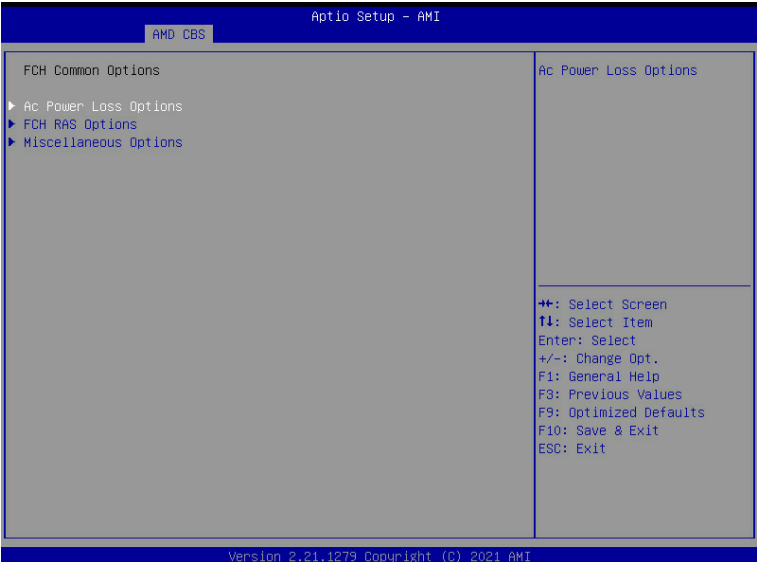 Aptio Setup – AMI
AMD CBS
FCH Common Options
Ac Power Loss Options
FCH RAS Options
Miscellaneous Options
Ac Power Loss Options
→←: Select Screen
↑↓: Select Item
Enter: Select
+/-: Change Opt.
F1: General Help
F3: Previous Values
F9: Optimized Defaults
F10: Save & Exit
ESC: Exit
Version 2.21.1279 Copyright (C) 2021 AMI